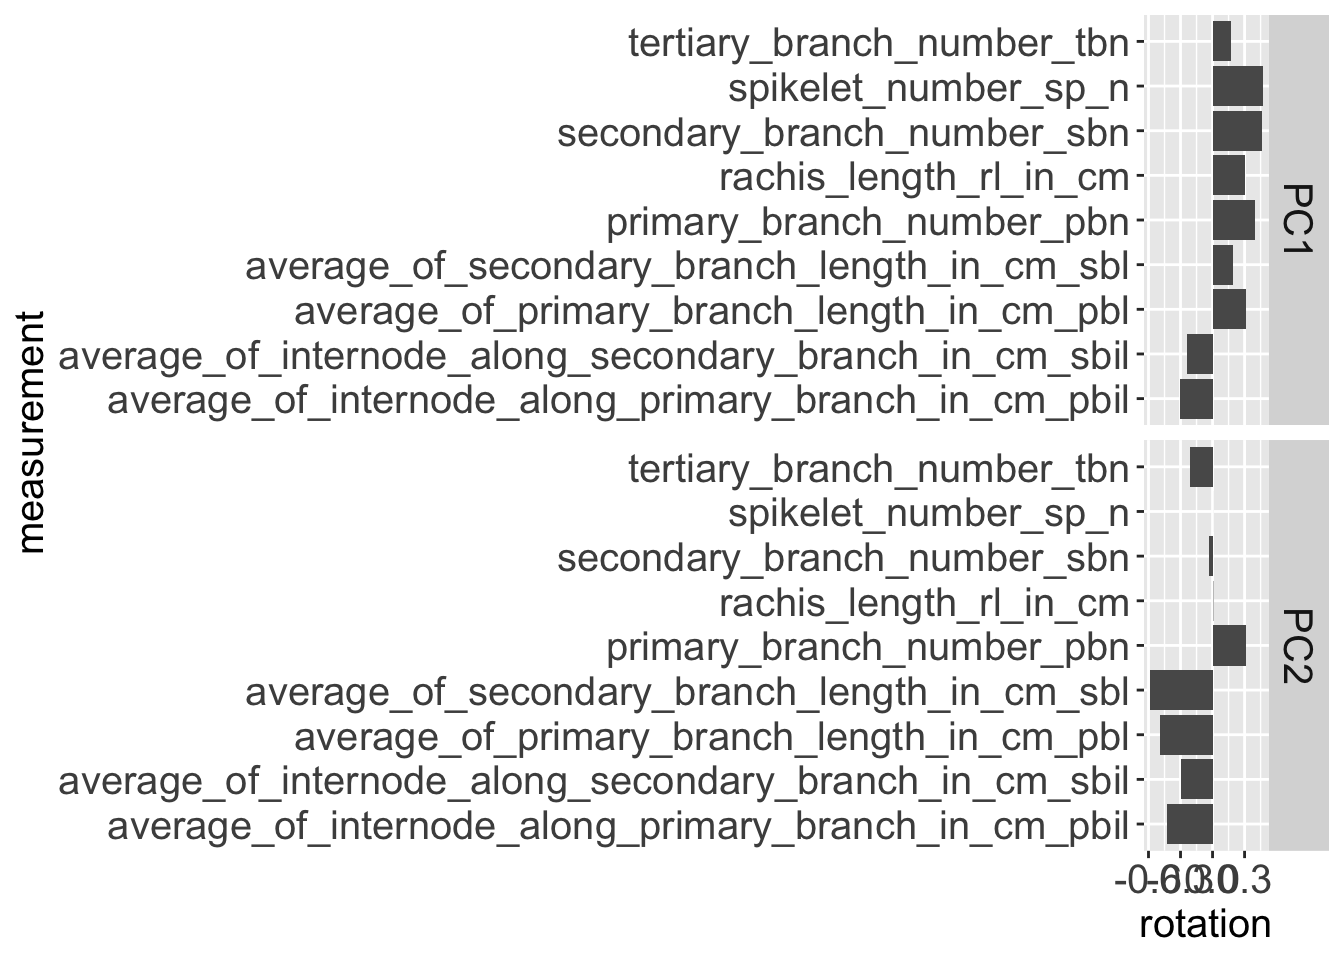 measurement
tertiary_branch_number_tbn
spikelet_number_sp_n
secondary_branch_number_sbn
rachis_length_rl_in_cm
primary_branch_number_pbn
average_of_secondary_branch_length_in_cm_sbl
average_of_primary_branch_length_in_cm_pbl
average_of_internode_along_secondary_branch_in_cm_sbil
average_of_internode_along_primary_branch_in_cm_pbil
PC1
tertiary_branch_number_tbn
spikelet_number_sp_n
secondary_branch_number_sbn
rachis_length_rl_in_cm
primary_branch_number_pbn
average_of_secondary_branch_length_in_cm_sbl
average_of_primary_branch_length_in_cm_pbl
average_of_internode_along_secondary_branch_in_cm_sbil
average_of_internode_along_primary_branch_in_cm_pbil
PC2
-0.6 -0.3 0.0 0.3
rotation